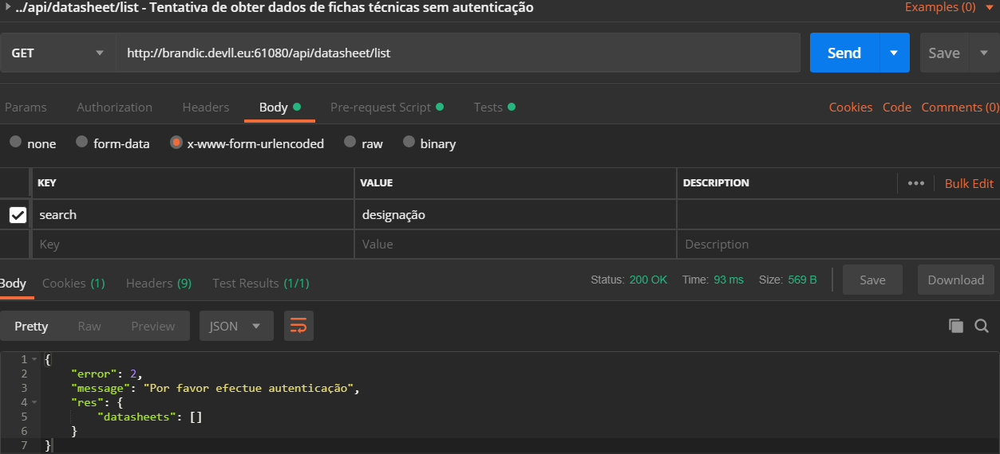 ../api/datasheet/list - Tentativa de obter dados de fichas técnicas sem autenticação
Examples (0)
GET
http://brandic.devll.eu:61080/api/datasheet/list
Send
Save
Params Authorization Headers Body Pre-request Script Tests
Cookies Code Comments (0)
none form-data x-www-form-urlencoded raw binary
KEY VALUE DESCRIPTION ••• Bulk Edit
search designação
Key Value Description
Body Cookies (1) Headers (9) Test Results (1/1)
Status: 200 OK Time: 93 ms Size: 569 B
Save Download
Pretty Raw Preview JSON
1 {
2 "error": 2,
3 "message": "Por favor efectue autenticação",
4 "res": {
5 "datasheets": []
6 }
7 }